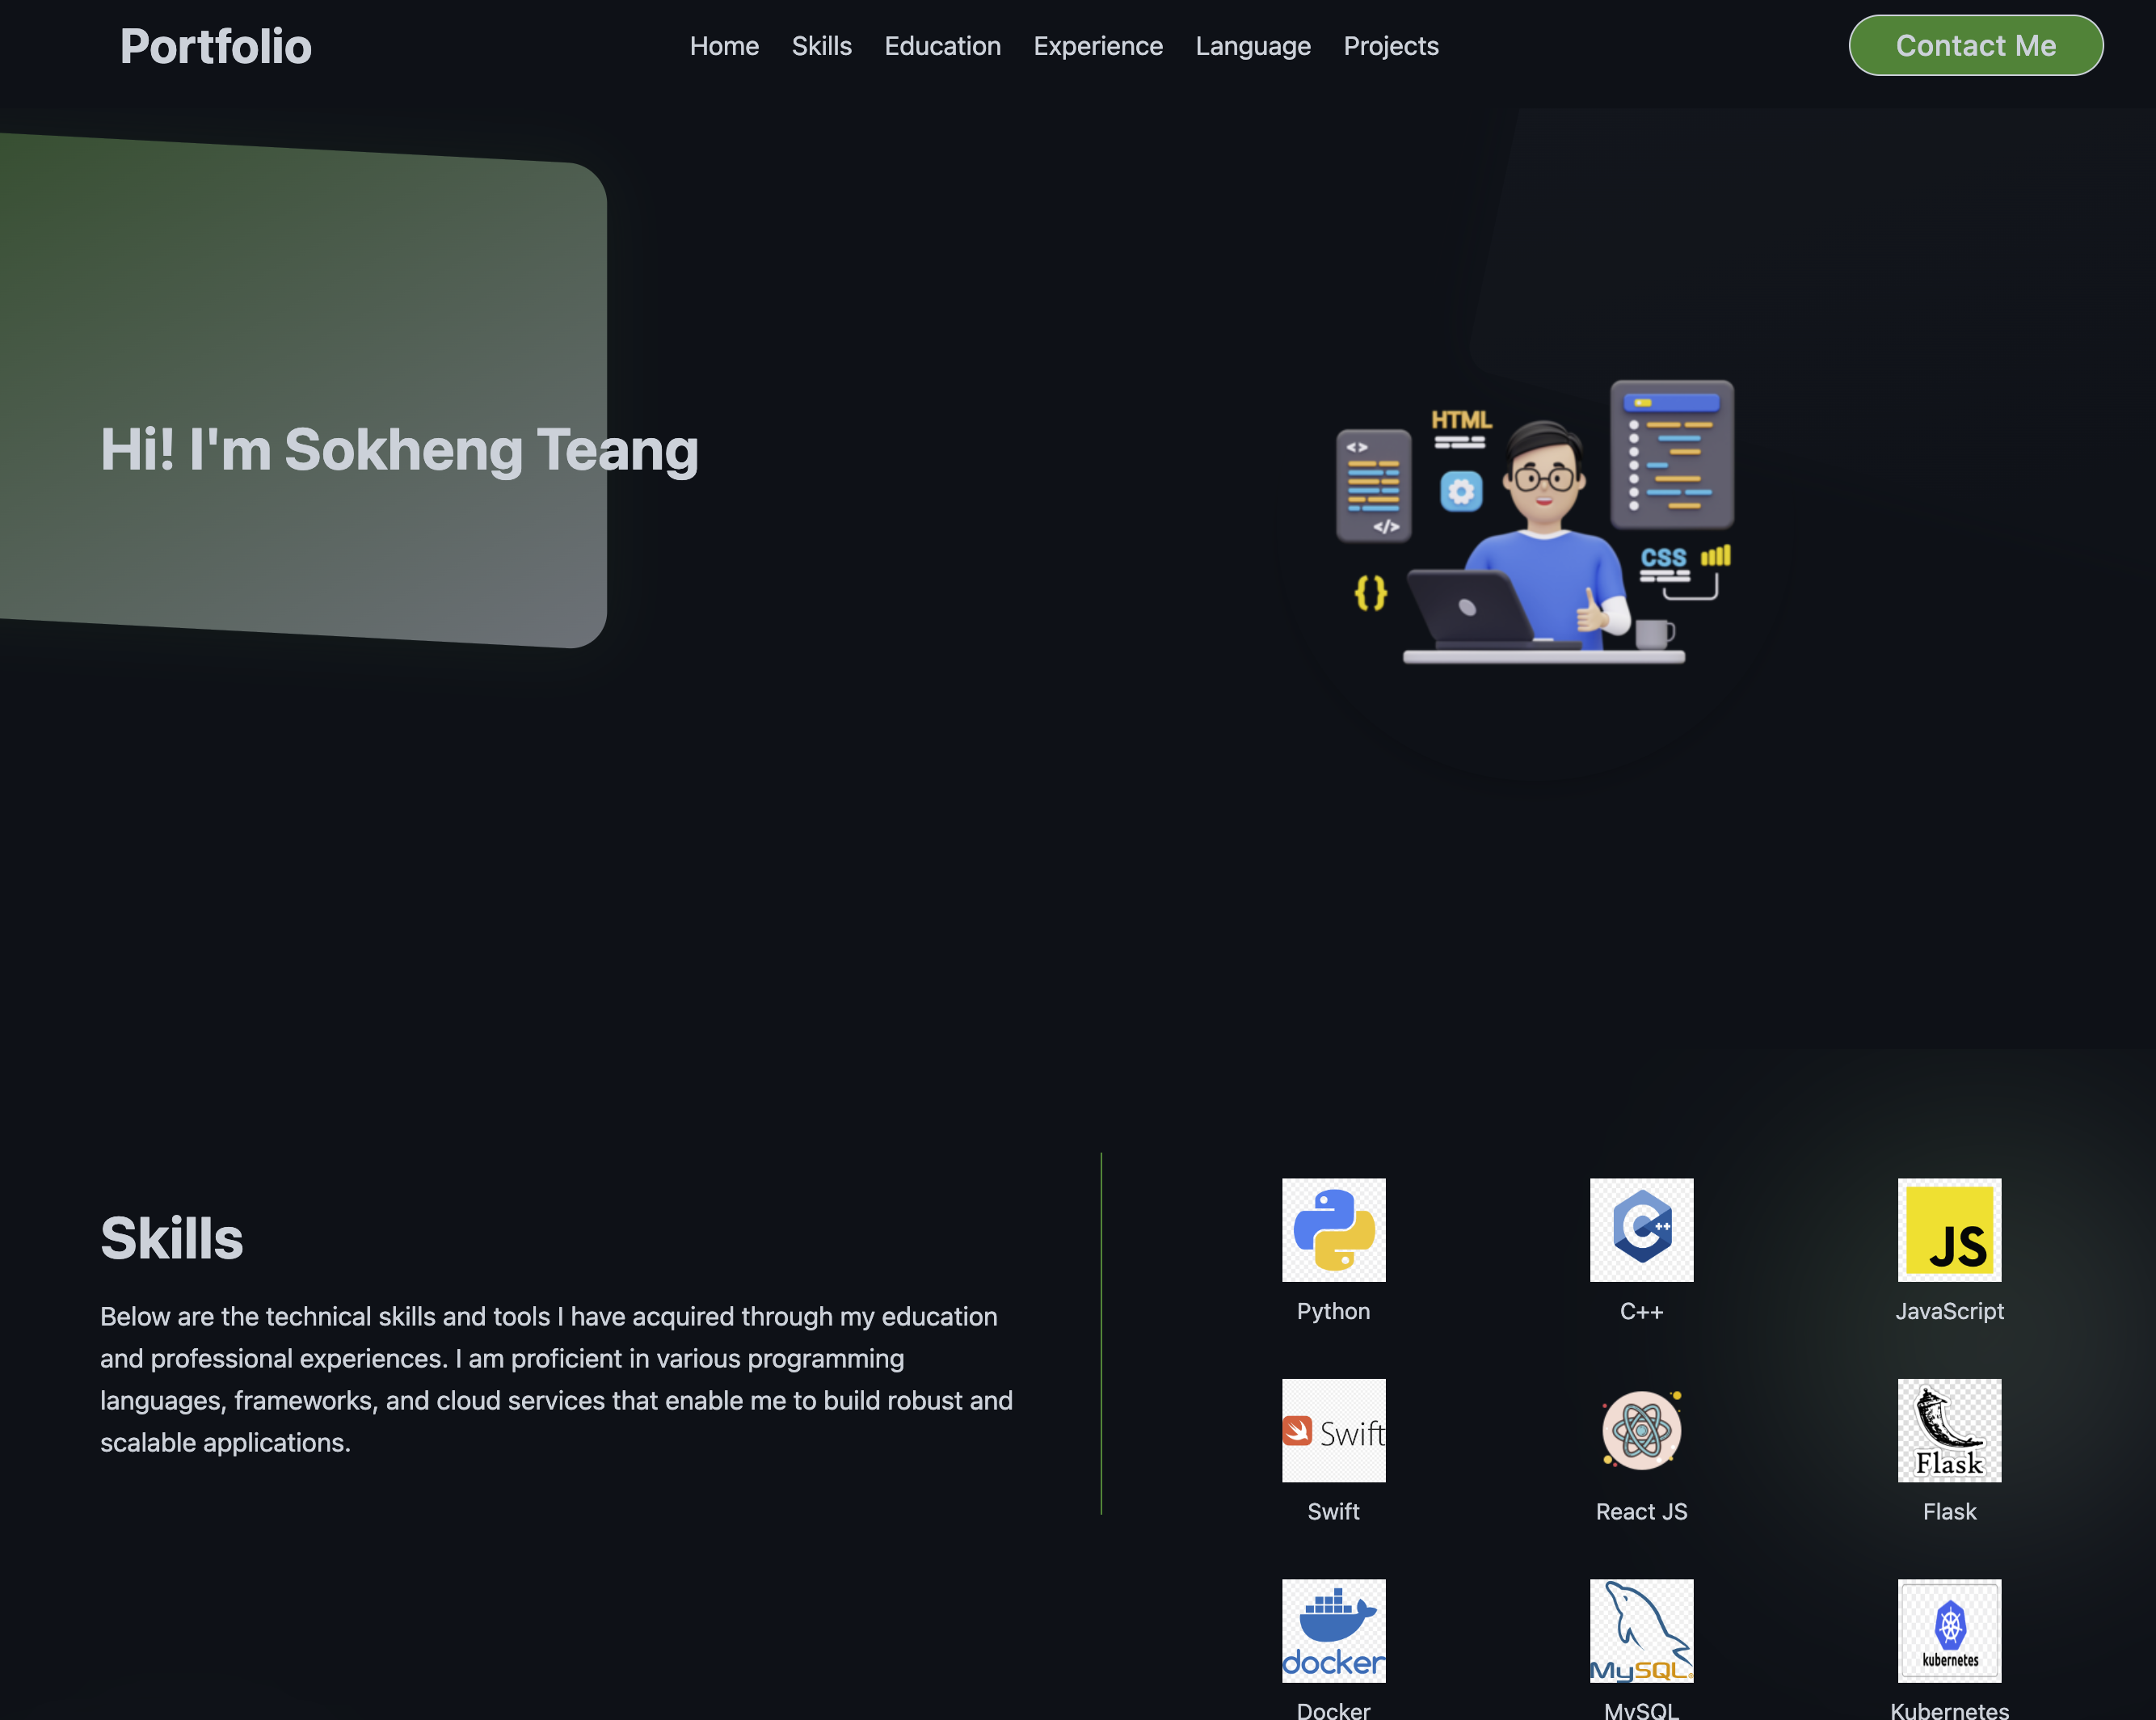 Portfolio
Home Skills Education Experience Language Projects
Contact Me
Hi! I'm Sokheng Teang
HTML
<>
</>
CSS
{}
Skills
Below are the technical skills and tools I have acquired through my education
and professional experiences. I am proficient in various programming
languages, frameworks, and cloud services that enable me to build robust and
scalable applications.
C++
JS
Python C++ JavaScript
Swift
Flask
Swift React JS Flask
docker
MySQL
kubernetes
Docker MySQL Kubernetes